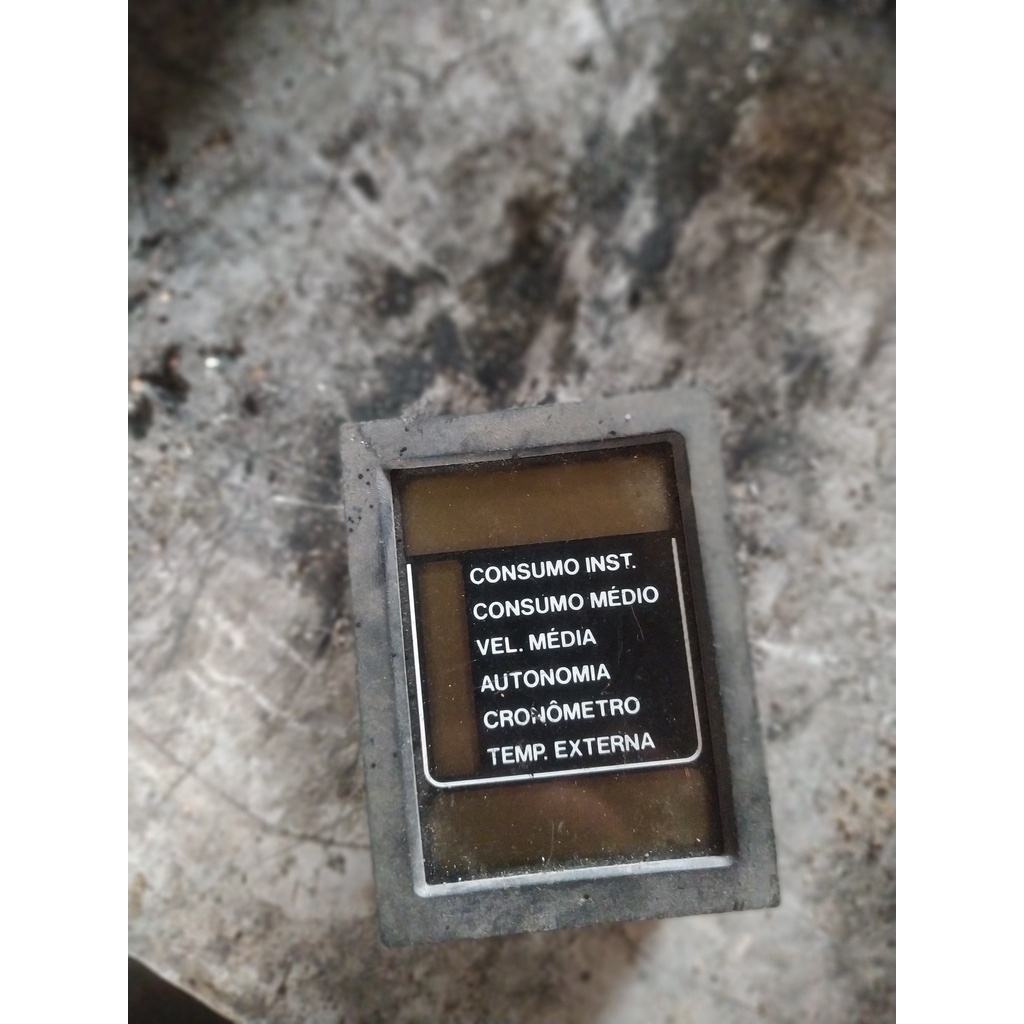 CONSUMO INST.
CONSUMO MÉDIO
VEL. MÉDIA
AUTONOMIA
CRONÔMETRO
TEMP. EXTERNA